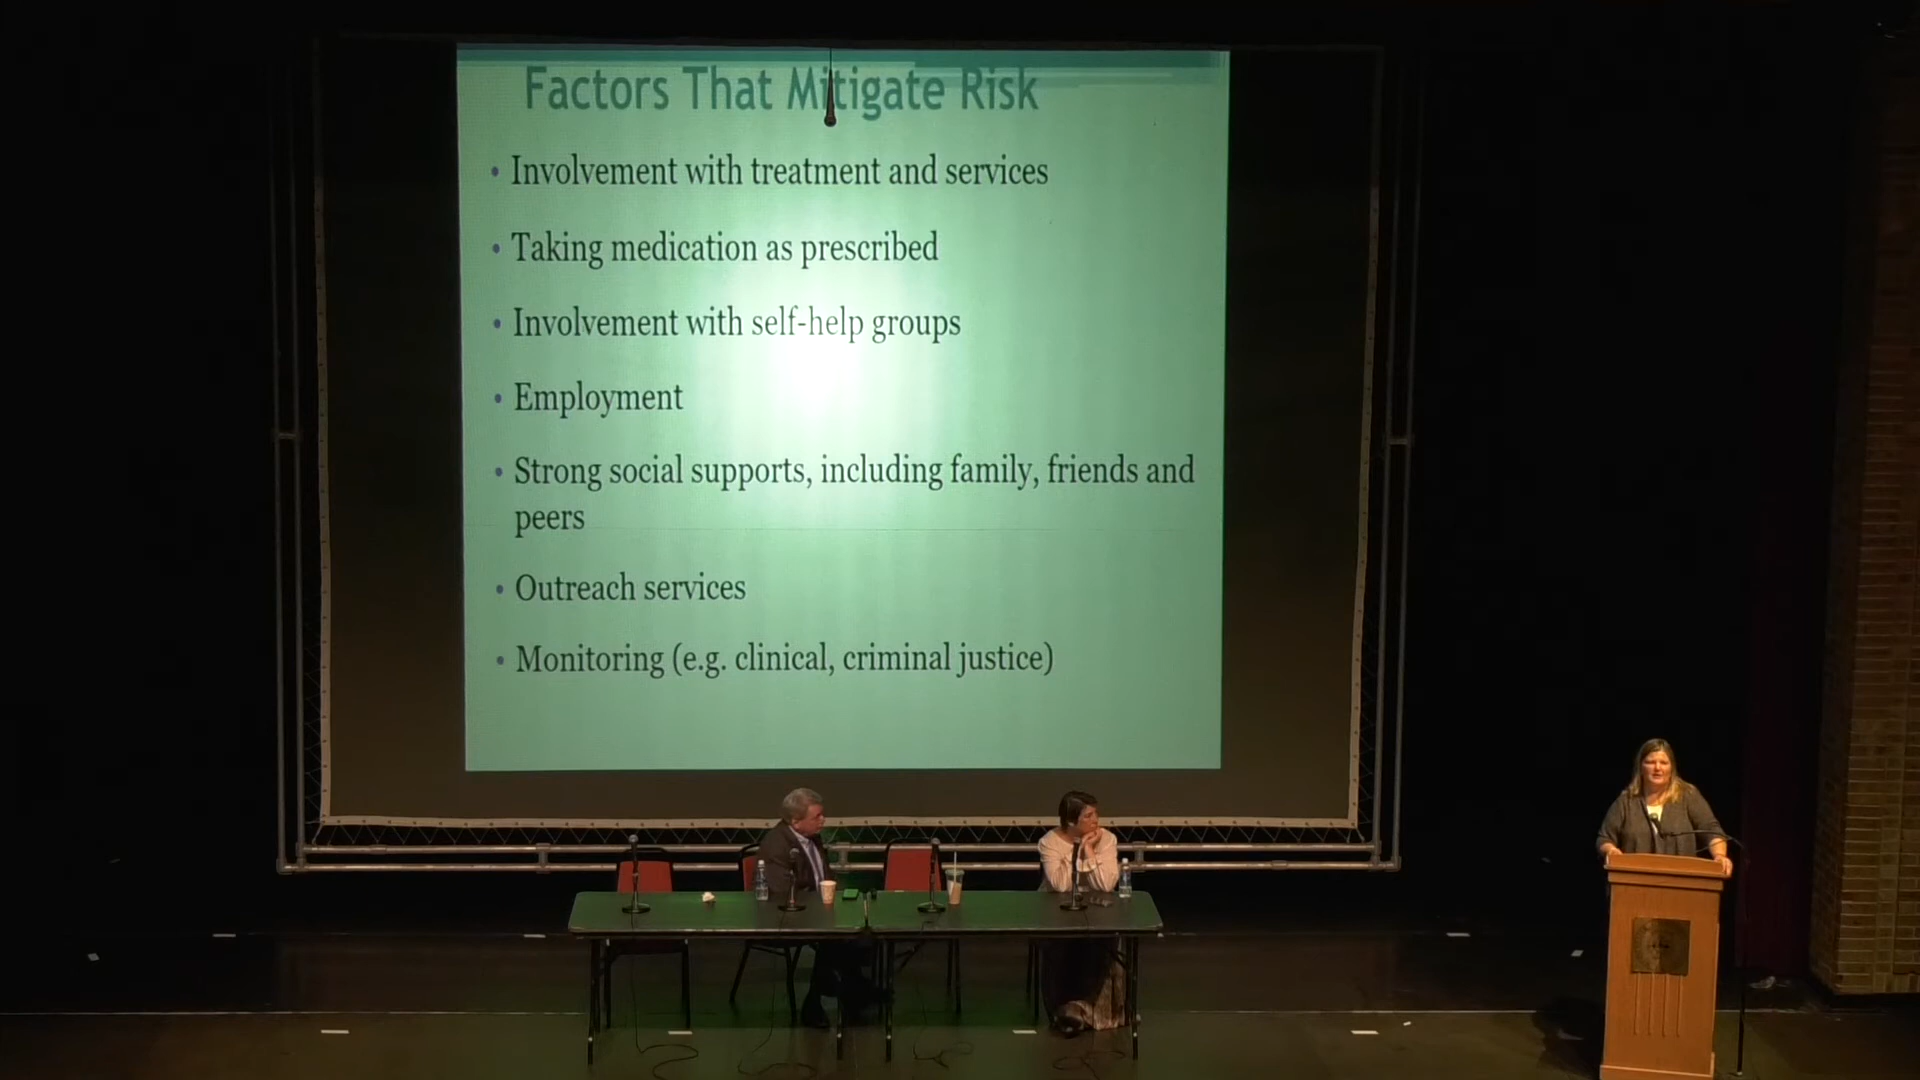 Factors That Mitigate Risk
• Involvement with treatment and services
• Taking medication as prescribed
• Involvement with self-help groups
• Employment
• Strong social supports, including family, friends and
peers
• Outreach services
• Monitoring (e.g. clinical, criminal justice)